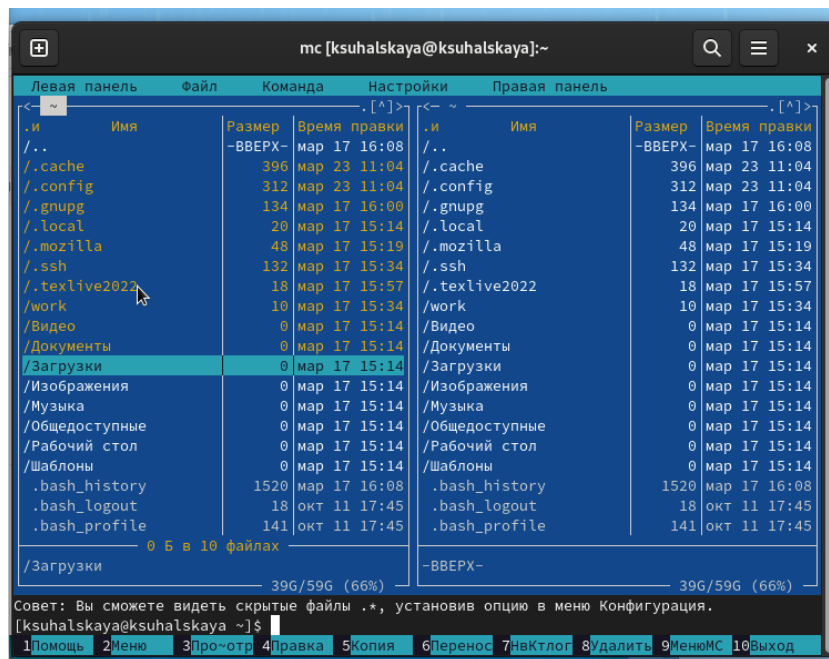 mc [ksuhalskaya@ksuhalskaya]:~
Левая панель Файл Команда Настройки Правая панель
<— ~ .[^]> <— ~ .[^]>
.и Имя Размер Время правки .и Имя Размер Время правки
/.. -ВВЕРХ- мар 17 16:08 /.. -ВВЕРХ- мар 17 16:08
/.cache 396 мар 23 11:04 /.cache 396 мар 23 11:04
/.config 312 мар 23 11:04 /.config 312 мар 23 11:04
/.gnupg 134 мар 17 16:00 /.gnupg 134 мар 17 16:00
/.local 20 мар 17 15:14 /.local 20 мар 17 15:14
/.mozilla 48 мар 17 15:19 /.mozilla 48 мар 17 15:19
/.ssh 132 мар 17 15:34 /.ssh 132 мар 17 15:34
/.texlive2022 18 мар 17 15:57 /.texlive2022 18 мар 17 15:57
/work 10 мар 17 15:34 /work 10 мар 17 15:34
/Видео 0 мар 17 15:14 /Видео 0 мар 17 15:14
/Документы 0 мар 17 15:14 /Документы 0 мар 17 15:14
/Загрузки 0 мар 17 15:14 /Загрузки 0 мар 17 15:14
/Изображения 0 мар 17 15:14 /Изображения 0 мар 17 15:14
/Музыка 0 мар 17 15:14 /Музыка 0 мар 17 15:14
/Общедоступные 0 мар 17 15:14 /Общедоступные 0 мар 17 15:14
/Рабочий стол 0 мар 17 15:14 /Рабочий стол 0 мар 17 15:14
/Шаблоны 0 мар 17 15:14 /Шаблоны 0 мар 17 15:14
.bash_history 1520 мар 17 16:08 .bash_history 1520 мар 17 16:08
.bash_logout 18 окт 11 17:45 .bash_logout 18 окт 11 17:45
.bash_profile 141 окт 11 17:45 .bash_profile 141 окт 11 17:45
0 Б в 10 файлах
/Загрузки -ВВЕРХ-
39G/59G (66%) 39G/59G (66%)
Совет: Вы сможете видеть скрытые файлы .*, установив опцию в меню Конфигурация.
[ksuhalskaya@ksuhalskaya ~]$
1Помощь 2Меню 3Про~отр 4Правка 5Копия 6Перенос 7НвКтлог 8Удалить 9МенюМС 10Выход